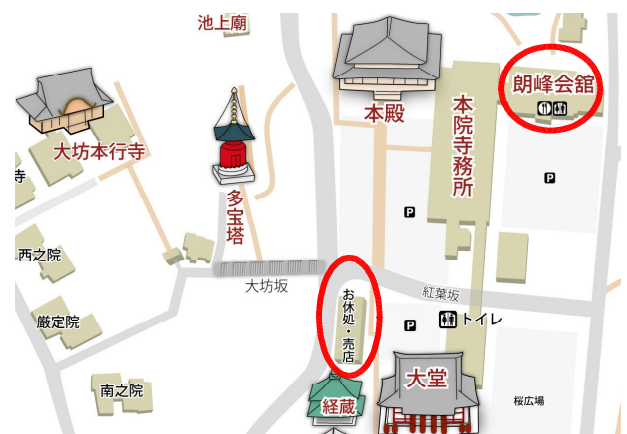 池上廟
朗峰会舘
本殿
本院寺務所
大坊本行寺
寺
多宝塔
P
P
西之院
大坊坂
紅葉坂
お休処・売店
厳定院
P
トイレ
大堂
南之院
経蔵
桜広場